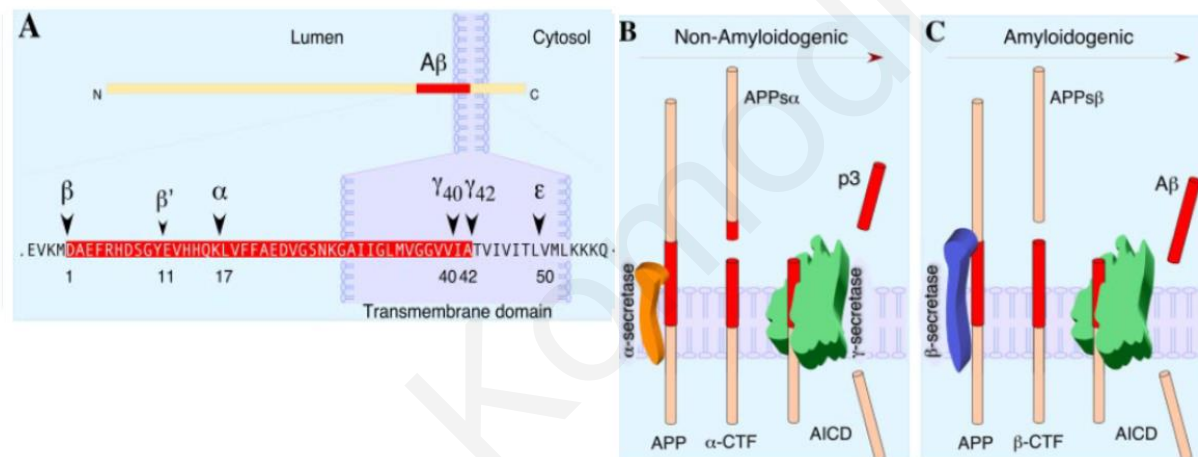 A
Lumen
Cytosol
Aβ
N
C
β
β'
α
γ40 γ42
ε
.EVKMDAEFRHDSGYEVHHQKLVFFAEDVGSNKGAIIGLMVGGVVIATVIVITLVMLKKKQ.
1 11 17 40 42 50
Transmembrane domain
B
Non-Amyloidogenic
APPsα
p3
α-secretase
γ-secretase
APP
α-CTF
AICD
C
Amyloidogenic
APPsβ
Aβ
β-secretase
APP
β-CTF
AICD